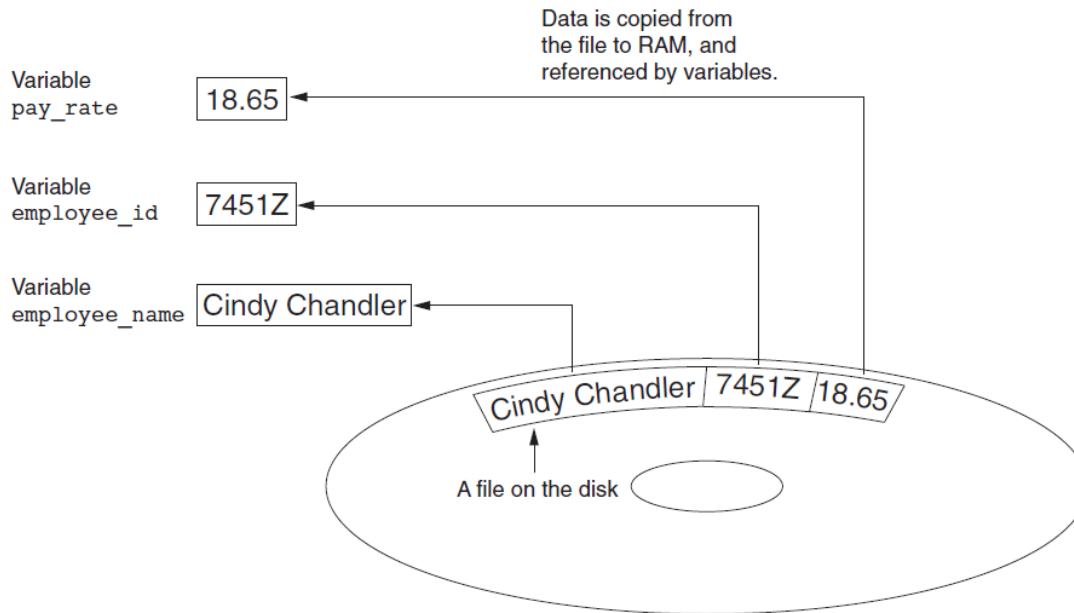 Data is copied from
the file to RAM, and
referenced by variables.
Variable
pay_rate
18.65
Variable
employee_id
7451Z
Variable
employee_name
Cindy Chandler
Cindy Chandler 7451Z 18.65
A file on the disk